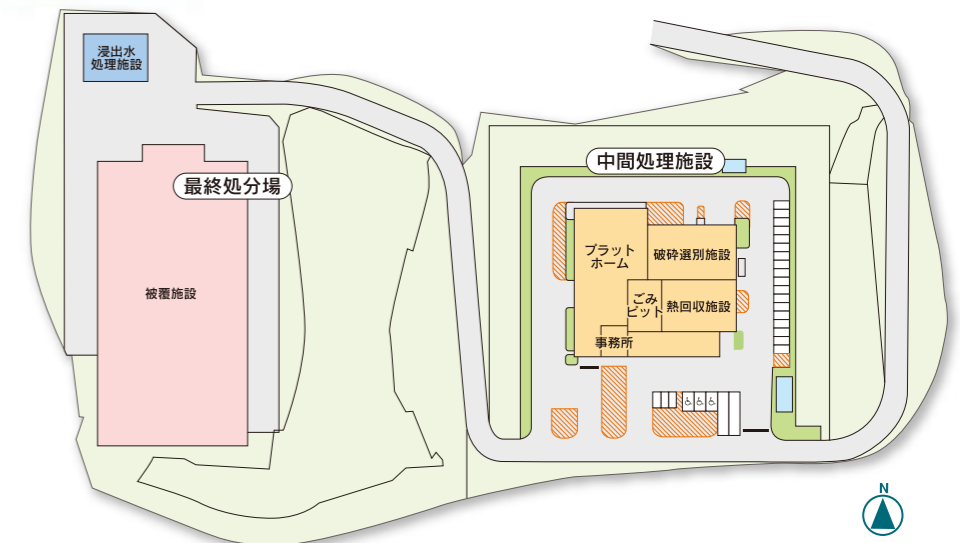 浸出水
処理施設
最終処分場
被覆施設
中間処理施設
プラット
ホーム
破砕選別施設
ごみ
ピット
熱回収施設
事務所
N